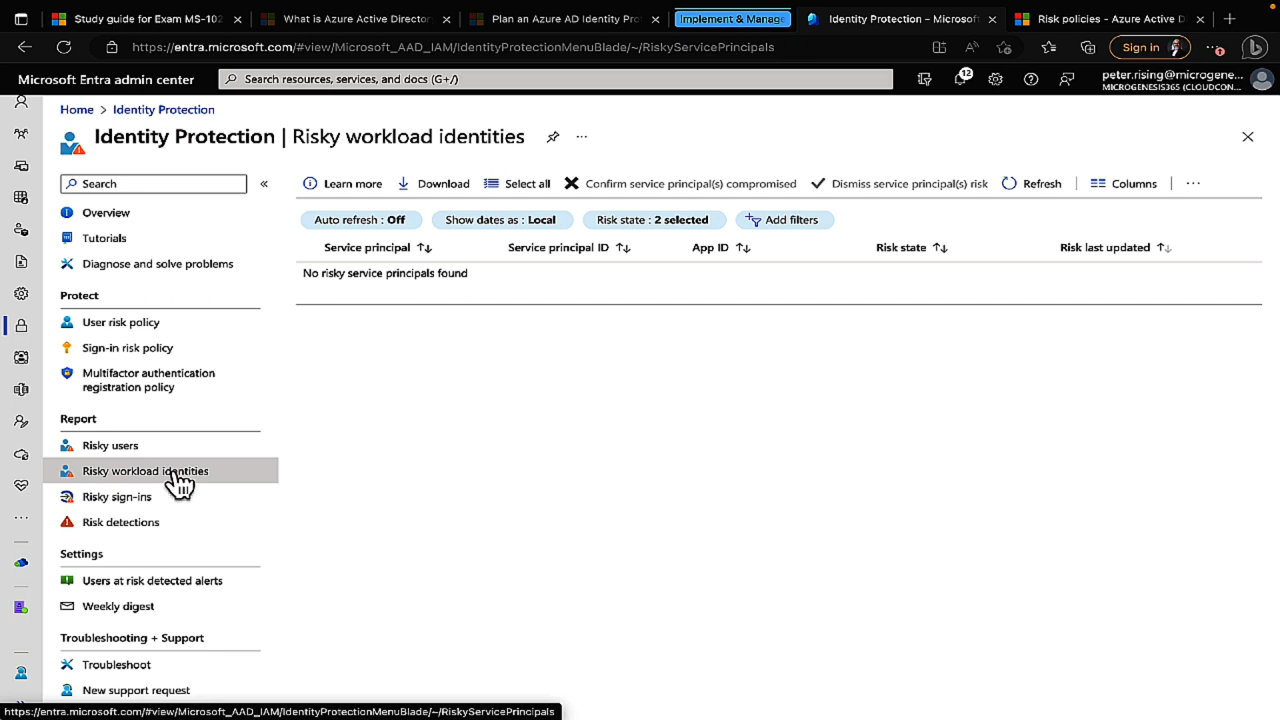 Study guide for Exam MS-102
What is Azure Active Director
Plan an Azure AD Identity Pro
Implement & Manage
Identity Protection – Microsoft
Risk policies - Azure Active D
https://entra.microsoft.com/#view/Microsoft_AAD_IAM/IdentityProtectionMenuBlade/~/RiskyServicePrincipals
Sign in
Microsoft Entra admin center
Search resources, services, and docs (G+/)
12
peter.rising@microgene...
MICROGENESIS365 (CLOUDCON...
Home > Identity Protection
Identity Protection | Risky workload identities
Search
Learn more
Download
Select all
Confirm service principal(s) compromised
Dismiss service principal(s) risk
Refresh
Columns
Auto refresh : Off
Show dates as : Local
Risk state : 2 selected
Add filters
Service principal
Service principal ID
App ID
Risk state
Risk last updated
No risky service principals found
Overview
Tutorials
Diagnose and solve problems
Protect
User risk policy
Sign-in risk policy
Multifactor authentication
registration policy
Report
Risky users
Risky workload identities
Risky sign-ins
Risk detections
Settings
Users at risk detected alerts
Weekly digest
Troubleshooting + Support
Troubleshoot
New support request
https://entra.microsoft.com/#view/Microsoft_AAD_IAM/IdentityProtectionMenuBlade/~/RiskyServicePrincipals